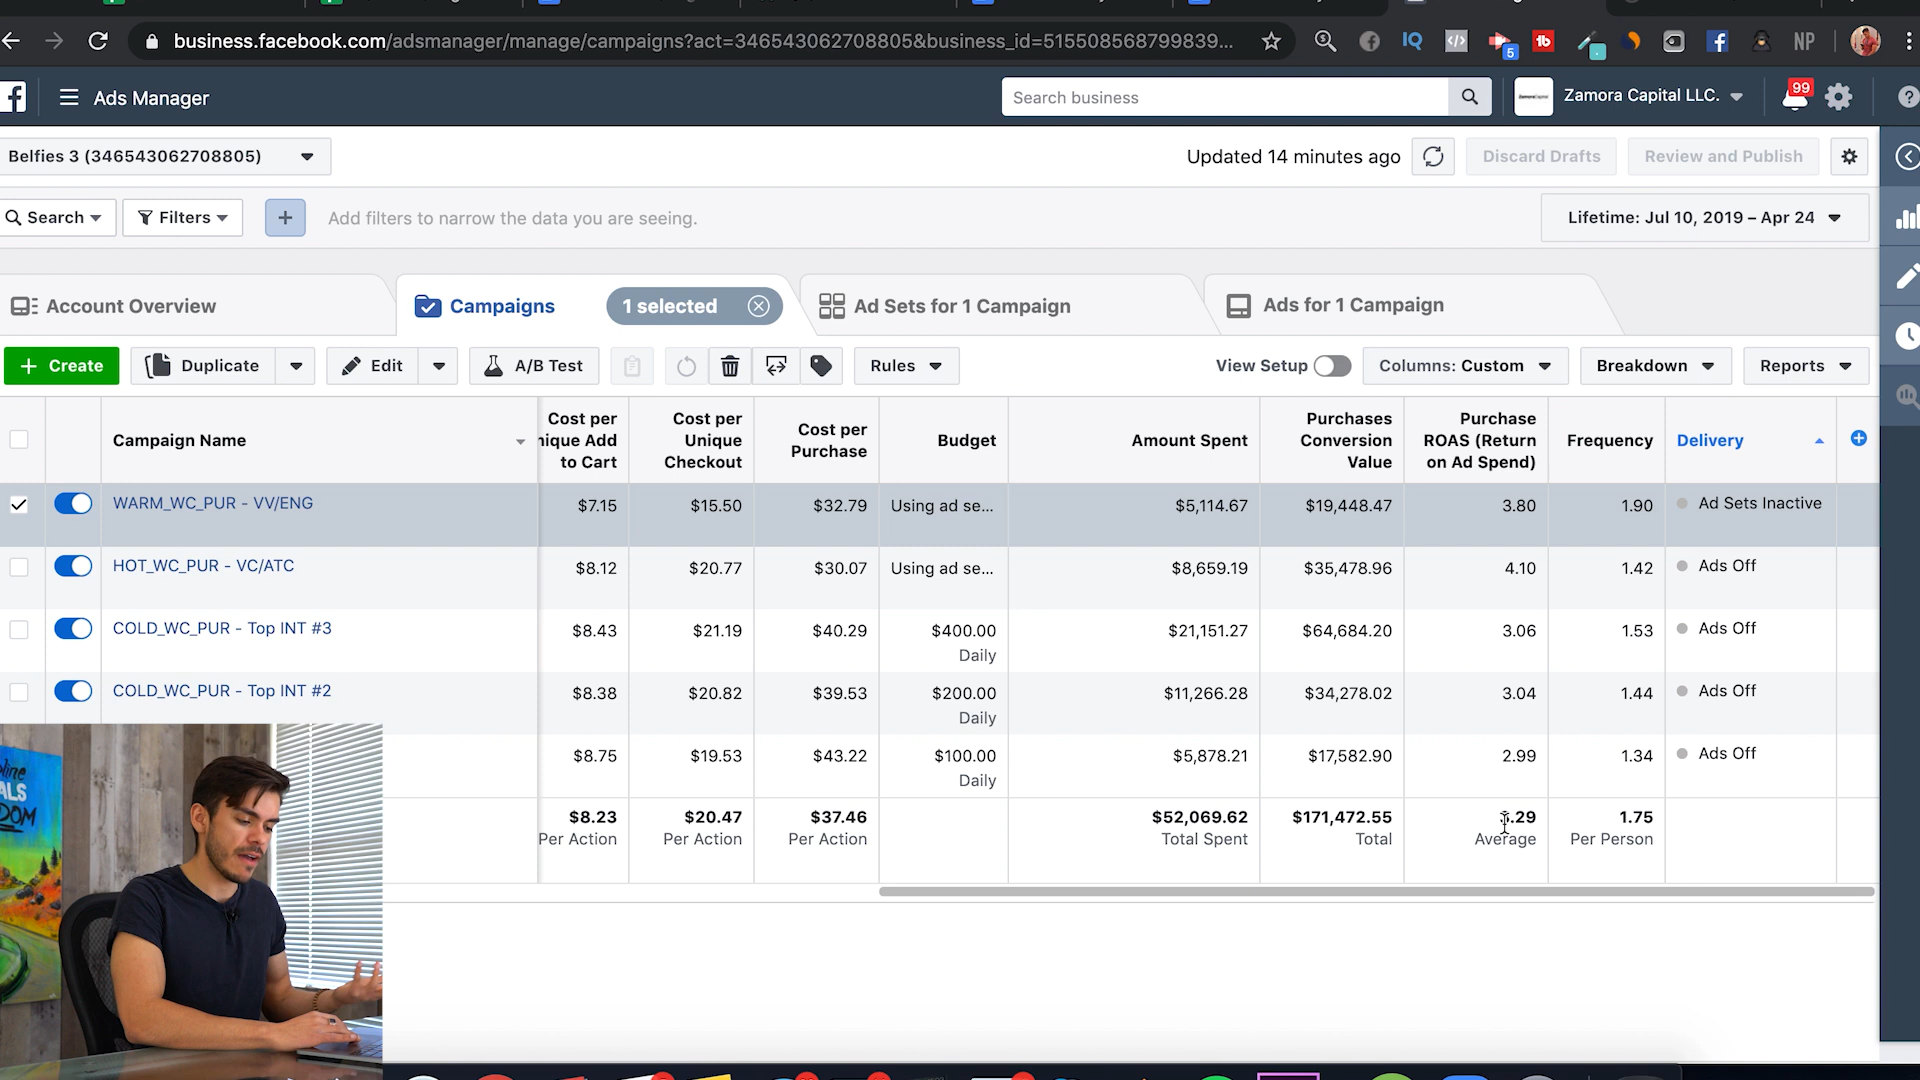 business.facebook.com/adsmanager/manage/campaigns?act=346543062708805&business_id=515508568799839...
5
IQ
tb
NP
Ads Manager
Search business
Zamora Capital LLC.
99
Belfies 3 (346543062708805)
Updated 14 minutes ago
Discard Drafts
Review and Publish
Search
Filters
Add filters to narrow the data you are seeing.
Lifetime: Jul 10, 2019 – Apr 24
Account Overview
Campaigns
1 selected
Ad Sets for 1 Campaign
Ads for 1 Campaign
Create
Duplicate
Edit
A/B Test
Rules
View Setup
Columns: Custom
Breakdown
Reports
Campaign Name
Cost per
nique Add
to Cart
Cost per
Unique
Checkout
Cost per
Purchase
Budget
Amount Spent
Purchases
Conversion
Value
Purchase
ROAS (Return
on Ad Spend)
Frequency
Delivery
WARM_WC_PUR - VV/ENG $7.15 $15.50 $32.79 Using ad se... $5,114.67 $19,448.47 3.80 1.90 Ad Sets Inactive
HOT_WC_PUR - VC/ATC $8.12 $20.77 $30.07 Using ad se... $8,659.19 $35,478.96 4.10 1.42 Ads Off
COLD_WC_PUR - Top INT #3 $8.43 $21.19 $40.29 $400.00 $21,151.27 $64,684.20 3.06 1.53 Ads Off
Daily
COLD_WC_PUR - Top INT #2 $8.38 $20.82 $39.53 $200.00 $11,266.28 $34,278.02 3.04 1.44 Ads Off
Daily
$8.75 $19.53 $43.22 $100.00 $5,878.21 $17,582.90 2.99 1.34 Ads Off
Daily
$8.23 $20.47 $37.46 $52,069.62 $171,472.55 .29 1.75
Per Action Per Action Per Action Total Spent Total Average Per Person